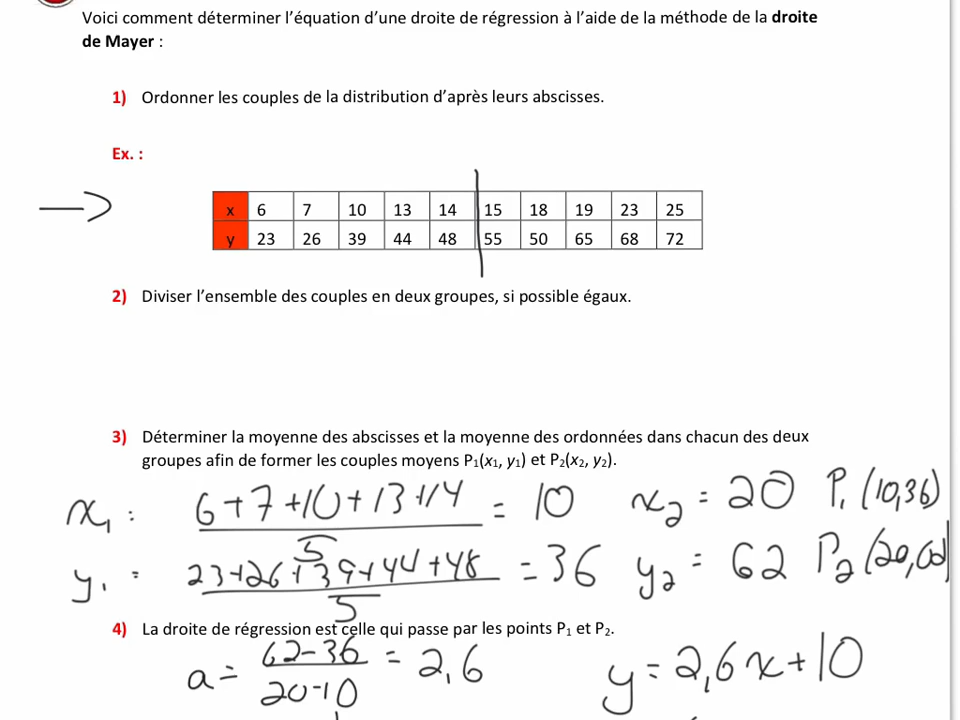 Voici comment déterminer l'équation d'une droite de régression à l'aide de la méthode de la droite
de Mayer :
1) Ordonner les couples de la distribution d'après leurs abscisses.
Ex. :
x 6 7 10 13 14 15 18 19 23 25
y 23 26 39 44 48 55 50 65 68 72
2) Diviser l'ensemble des couples en deux groupes, si possible égaux.
3) Déterminer la moyenne des abscisses et la moyenne des ordonnées dans chacun des deux
groupes afin de former les couples moyens P₁(x₁, y₁) et P₂(x₂, y₂).
x₁ = (6+7+10+13+14)/5 = 10 x₂ = 20 P₁(10,36)
y₁ = (23+26+39+44+48)/5 = 36 y₂ = 62 P₂(20,62)
4) La droite de régression est celle qui passe par les points P₁ et P₂.
a = (62-36)/(20-10) = 2,6 y = 2,6x+10